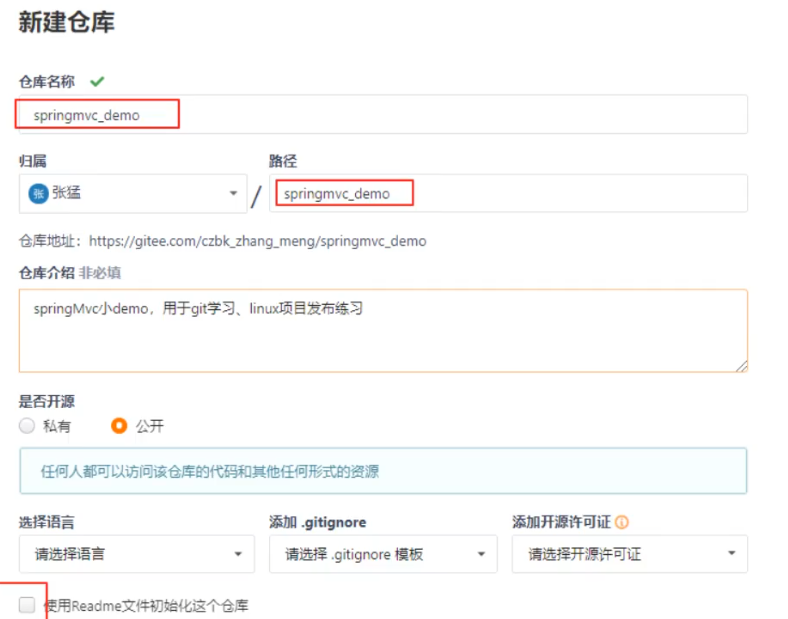 新建仓库
仓库名称
springmvc_demo
归属 路径
张 张猛 / springmvc_demo
仓库地址：https://gitee.com/czbk_zhang_meng/springmvc_demo
仓库介绍 非必填
springMvc小demo，用于git学习、linux项目发布练习
是否开源
私有 公开
任何人都可以访问该仓库的代码和其他任何形式的资源
选择语言 添加 .gitignore 添加开源许可证
请选择语言 请选择 .gitignore 模板 请选择开源许可证
使用Readme文件初始化这个仓库